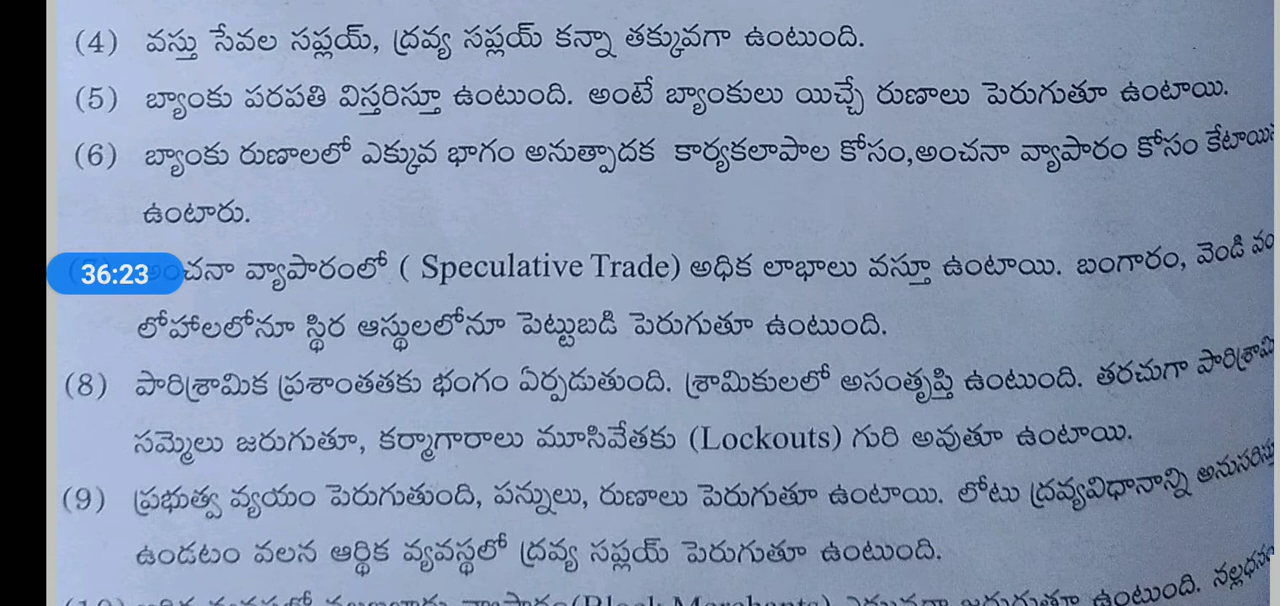 (4) వస్తు సేవల సప్లయ్, ద్రవ్య సప్లయ్ కన్నా తక్కువగా ఉంటుంది.
(5) బ్యాంకు పరపతి విస్తరిస్తూ ఉంటుంది. అంటే బ్యాంకులు యిచ్చే రుణాలు పెరుగుతూ ఉంటాయి.
(6) బ్యాంకు రుణాలలో ఎక్కువ భాగం అనుత్పాదక కార్యకలాపాల కోసం,అంచనా వ్యాపారం కోసం
ఉంటారు.
36:23 వ్యాపారంలో ( Speculative Trade) అధిక లాభాలు వస్తూ ఉంటాయి. బంగారం, వెండి
లోహాలలోనూ స్థిర ఆస్థులలోనూ పెట్టుబడి పెరుగుతూ ఉంటుంది.
(8) పారిశ్రామిక ప్రశాంతతకు భంగం ఏర్పడుతుంది. శ్రామికులలో అసంతృప్తి ఉంటుంది. తరచుగా
సమ్మెలు జరుగుతూ, కర్మాగారాలు మూసివేతకు (Lockouts) గురి అవుతూ ఉంటాయి.
(9) ప్రభుత్వ వ్యయం పెరుగుతుంది, పన్నులు, రుణాలు పెరుగుతూ ఉంటాయి. లోటు ద్రవ్యవిధానాన్ని
ఉండటం వలన ఆర్థిక వ్యవస్థలో ద్రవ్య సప్లయ్ పెరుగుతూ ఉంటుంది.
ఉంటుంది.